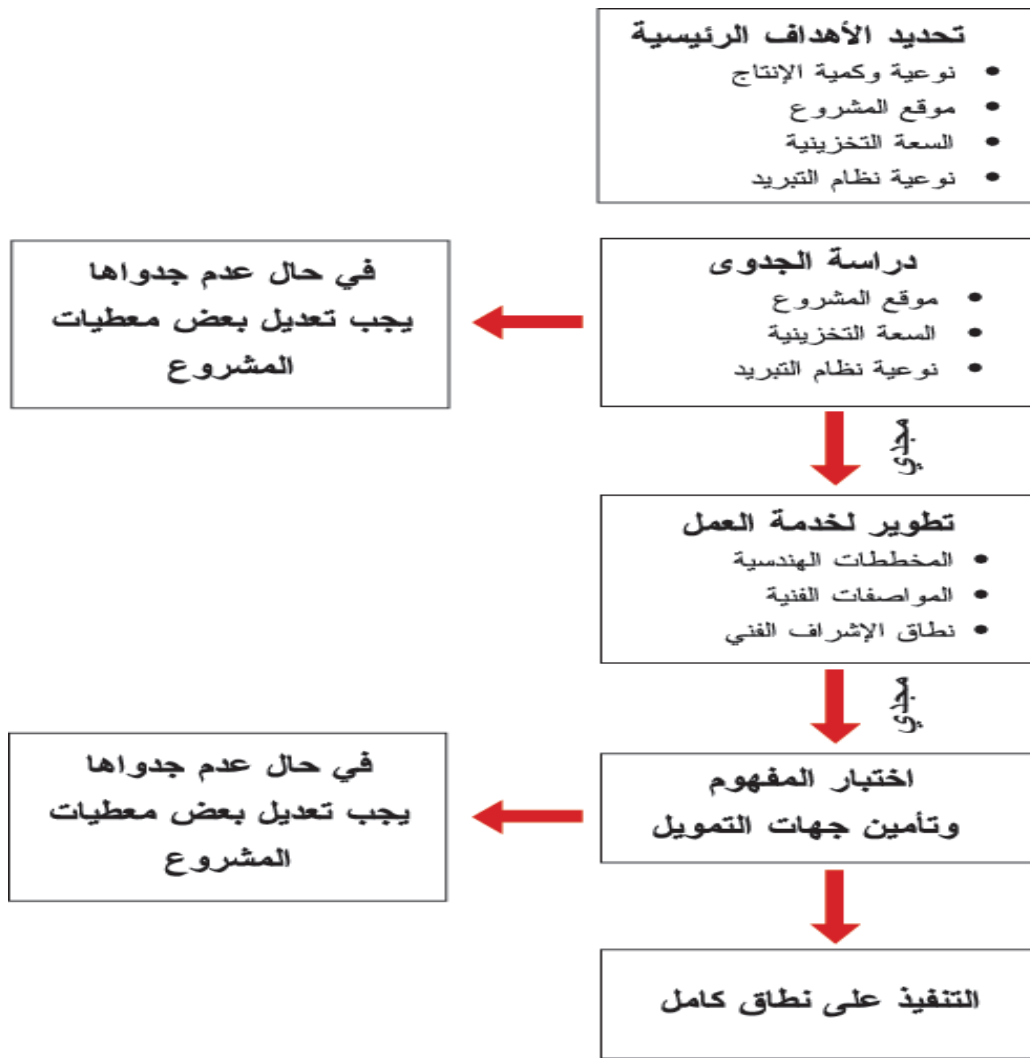 تحديد الأهداف الرئيسية
• نوعية وكمية الإنتاج
• موقع المشروع
• السعة التخزينية
• نوعية نظام التبريد
دراسة الجدوى
• موقع المشروع
• السعة التخزينية
• نوعية نظام التبريد
في حال عدم جدواها
يجب تعديل بعض معطيات
المشروع
مجدي
تطوير لخدمة العمل
• المخططات الهندسية
• المواصفات الفنية
• نطاق الإشراف الفني
مجدي
اختبار المفهوم
وتأمين جهات التمويل
في حال عدم جدواها
يجب تعديل بعض معطيات
المشروع
التنفيذ على نطاق كامل